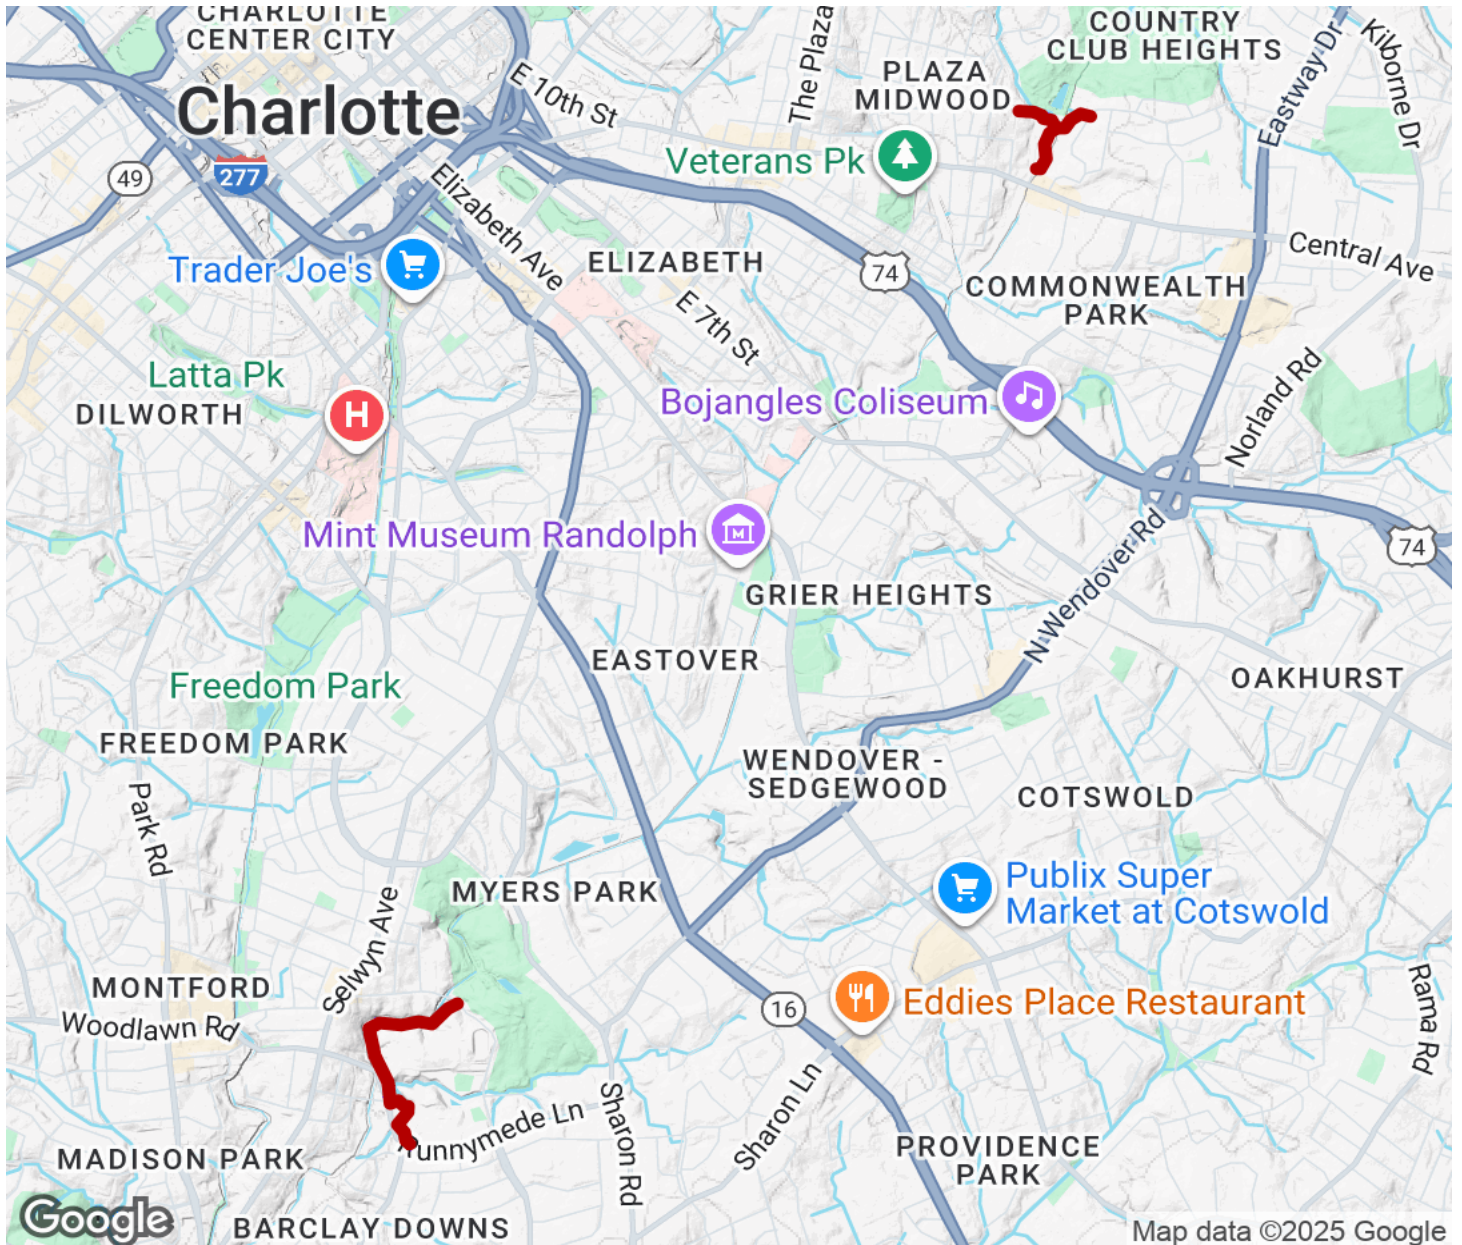 CHARLOTTE
CENTER CITY
COUNTRY
CLUB HEIGHTS
Kilborne Dr
The Plaza
PLAZA
MIDWOOD
Eastway Dr
E 10th St
Charlotte
Veterans Pk
49
277
Elizabeth Ave
Trader Joe's
ELIZABETH
74
Central Ave
COMMONWEALTH
PARK
E 7th St
Latta Pk
DILWORTH
H
Bojangles Coliseum
Norland Rd
Mint Museum Randolph
M
N Wendover Rd
74
GRIER HEIGHTS
EASTOVER
OAKHURST
Freedom Park
FREEDOM PARK
WENDOVER -
SEDGEWOOD
COTSWOLD
Park Rd
Publix Super
Market at Cotswold
MYERS PARK
Selwyn Ave
MONTFORD
Woodlawn Rd
16
Eddies Place Restaurant
Rama Rd
Sharon Ln
Sharon Rd
Runnymede Ln
MADISON PARK
PROVIDENCE
PARK
BARCLAY DOWNS
Google
Map data ©2025 Google